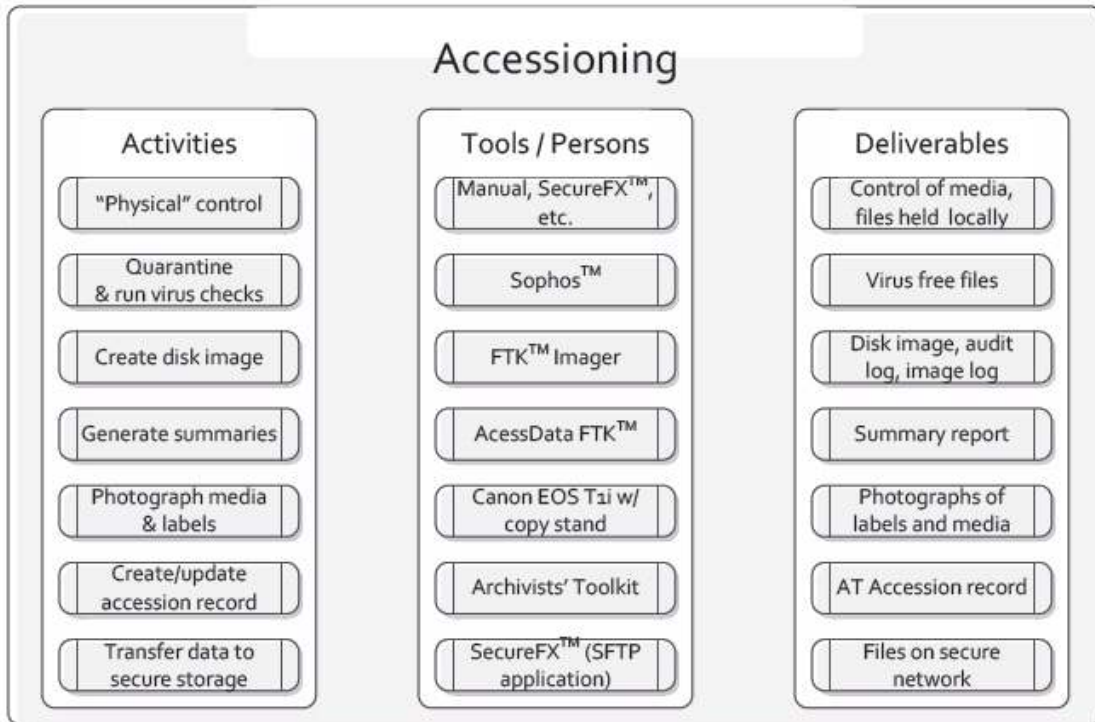 Accessioning
Activities
"Physical" control
Quarantine
& run virus checks
Create disk image
Generate summaries
Photograph media
& labels
Create/update
accession record
Transfer data to
secure storage
Tools / Persons
Manual, SecureFX™,
etc.
Sophos™
FTK™ Imager
AcessData FTK™
Canon EOS T1i w/
copy stand
Archivists' Toolkit
SecureFX™ (SFTP
application)
Deliverables
Control of media,
files held locally
Virus free files
Disk image, audit
log, image log
Summary report
Photographs of
labels and media
AT Accession record
Files on secure
network